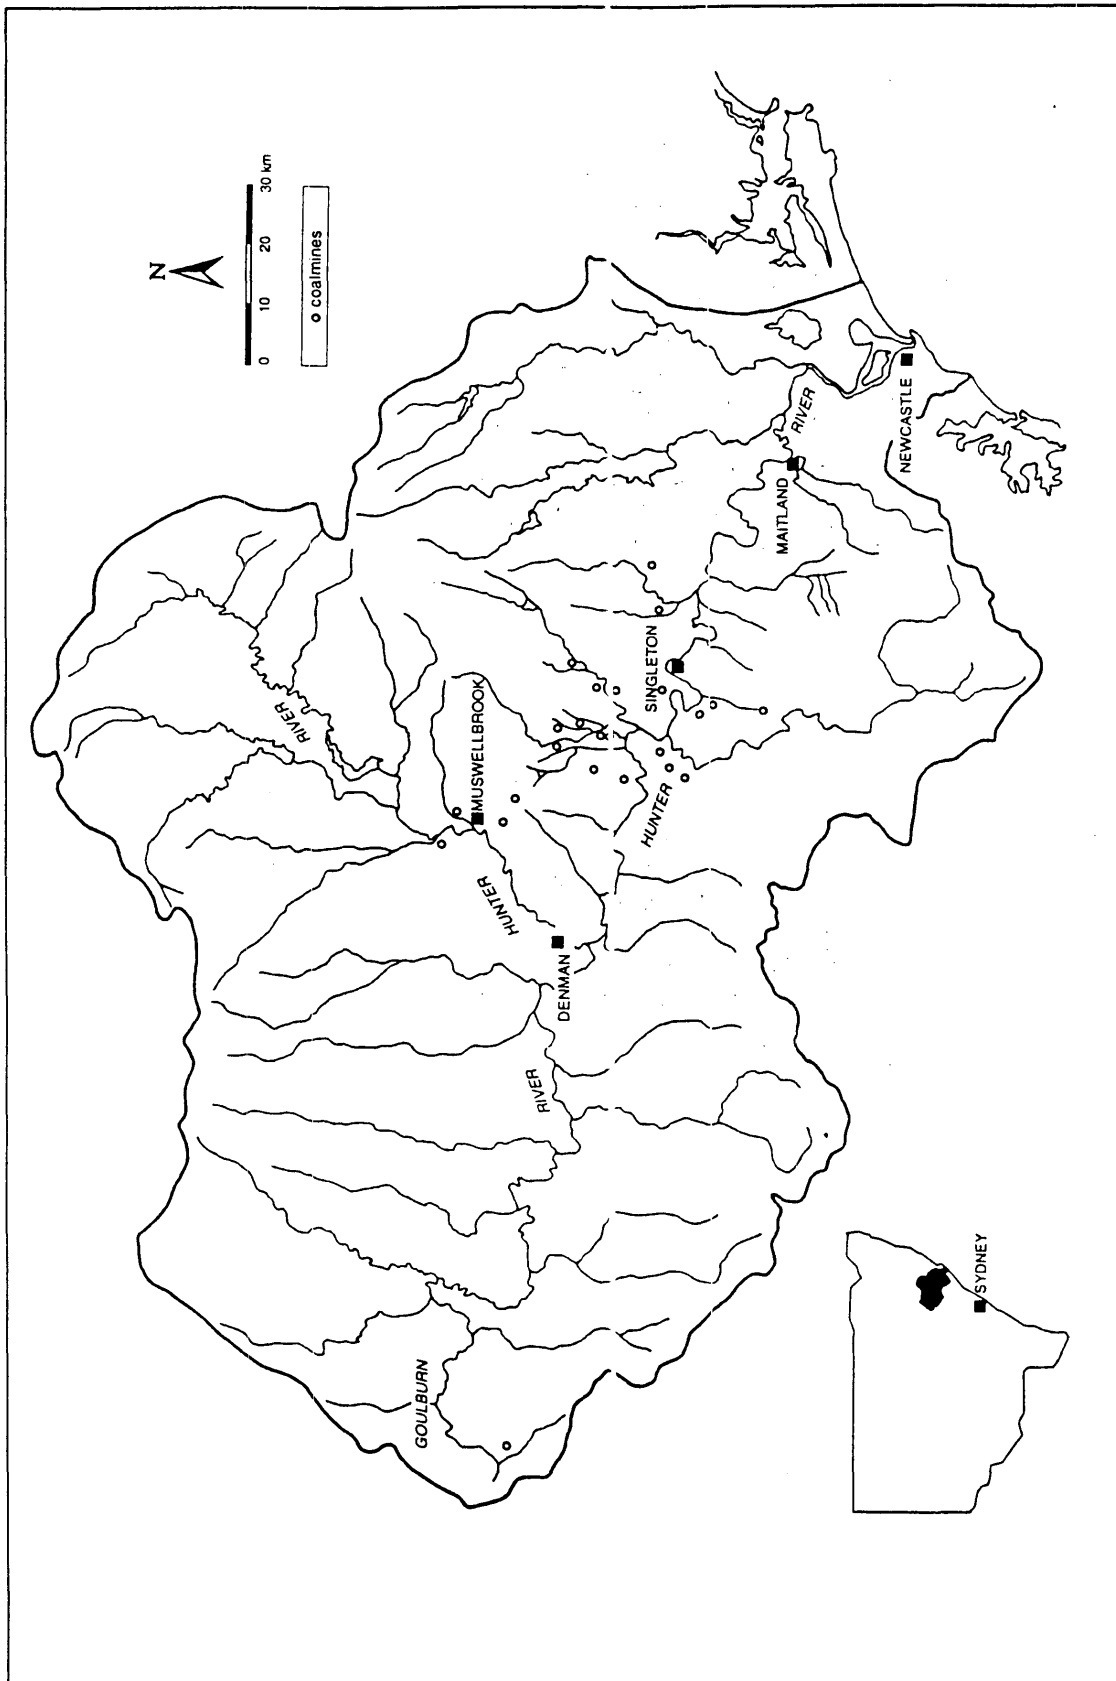 N
0 10 20 30 km
coalmines
RIVER
MUSWELLBROOK
HUNTER
GOULBURN
RIVER
DENMAN
SINGLETON
HUNTER
MAITLAND
RIVER
NEWCASTLE
SYDNEY